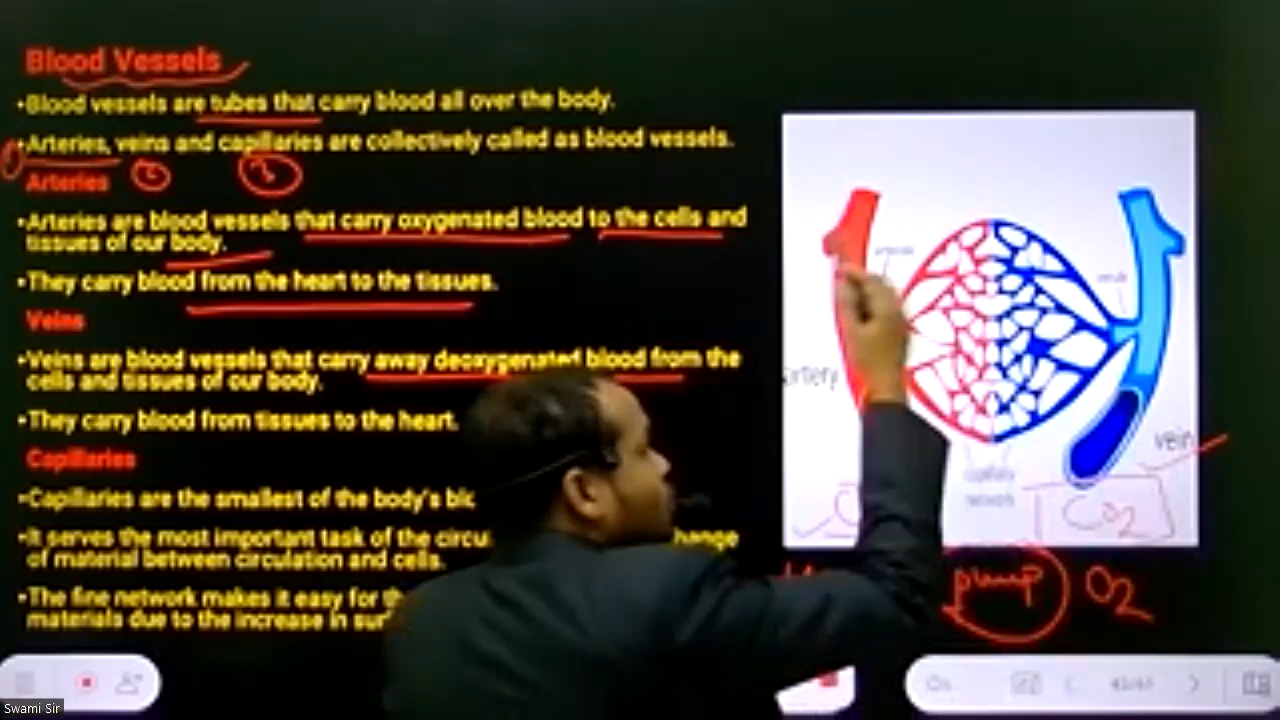 Blood Vessels
•Blood vessels are tubes that carry blood all over the body.
•Arteries, veins and capillaries are collectively called as blood vessels.
Arteries
•Arteries are blood vessels that carry oxygenated blood to the cells and
tissues of our body.
•They carry blood from the heart to the tissues.
Veins
•Veins are blood vessels that carry away deoxygenated blood from the
cells and tissues of our body.
•They carry blood from tissues to the heart.
Capillaries
•Capillaries are the smallest of the body's
•It serves the most important task of the
of material between circulation and cells.
•The fine network makes it easy for
materials due to the increase in
artery
vein
capillary
network
CO2
pump O2
43/61
Swami Sir